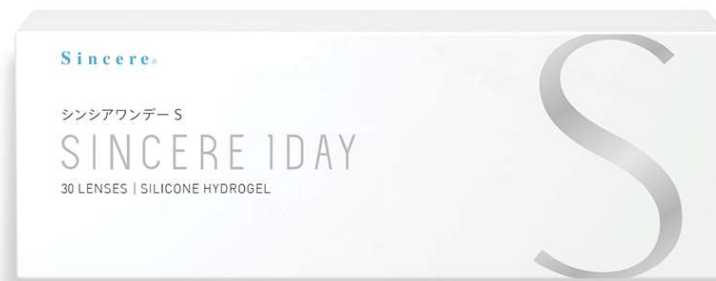 Sincere®
シンシアワンデー S
SINCERE 1DAY
30 LENSES | SILICONE HYDROGEL
S